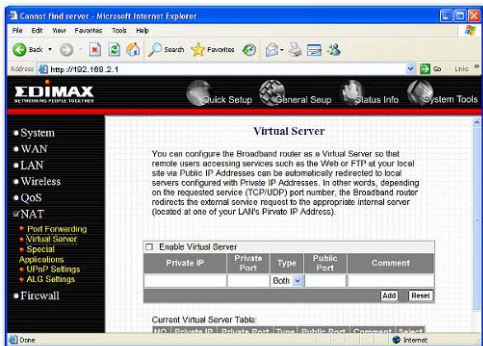 Cannot find server - Microsoft Internet Explorer
File Edit View Favorites Tools Help
Back Search Favorites
Address http://192.168.2.1 Go Links
EDIMAX
NETWORKING PEOPLE TOGETHER
Quick Setup General Seup Status Info System Tools
System
WAN
LAN
Wireless
QoS
NAT
Port Forwarding
Virtual Server
Special
Applications
UPnP Settings
ALG Settings
Firewall
Virtual Server
You can configure the Broadband router as a Virtual Server so that
remote users accessing services such as the Web or FTP at your local
site via Public IP Addresses can be automatically redirected to local
servers configured with Private IP Addresses. In other words, depending
on the requested service (TCP/UDP) port number, the Broadband router
redirects the external service request to the appropriate internal server
(located at one of your LAN's Pivate IP Address).
Enable Virtual Server
Private IP Private Port Type Public Port Comment
Both
Add Reset
Current Virtual Server Table:
NO Private IP Private Port Type Public Port Comment Select
Done Internet